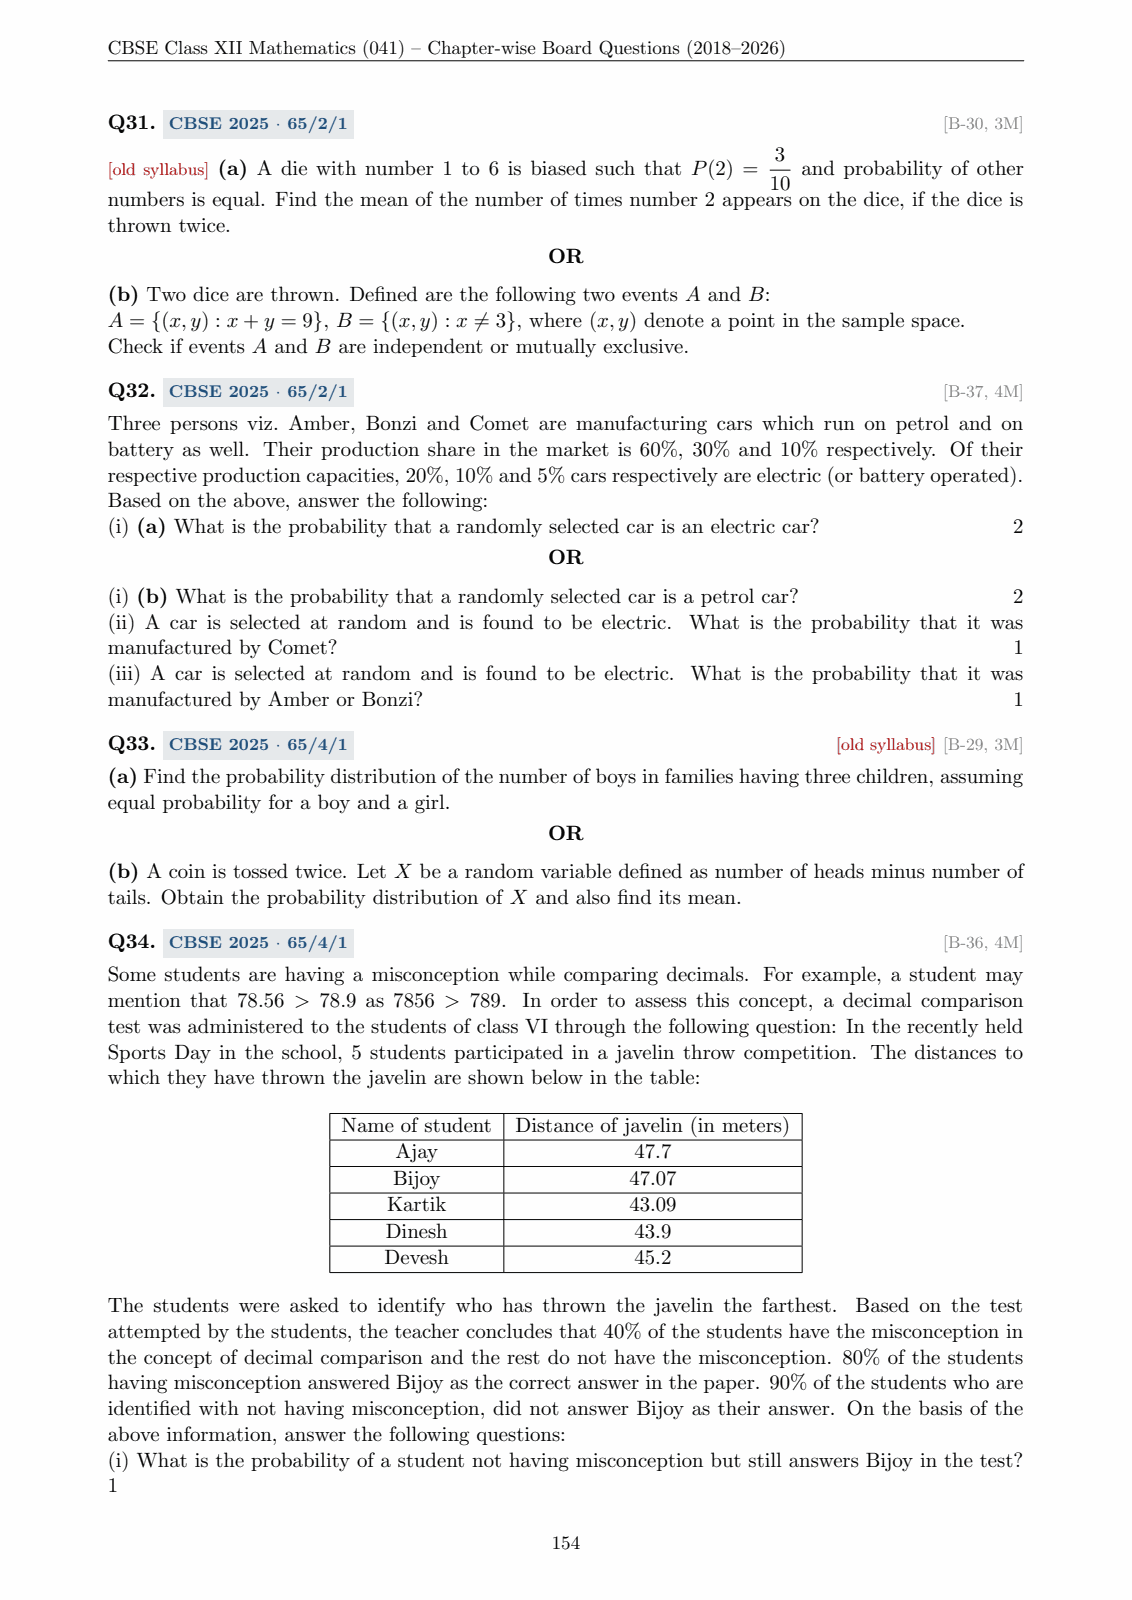 CBSE Class XII Mathematics (041) – Chapter-wise Board Questions (2018–2026)
Q31. CBSE 2025 · 65/2/1 [B-30, 3M]
[old syllabus] (a) A die with number 1 to 6 is biased such that P(2) = 3/10 and probability of other
numbers is equal. Find the mean of the number of times number 2 appears on the dice, if the dice is
thrown twice.
OR
(b) Two dice are thrown. Defined are the following two events A and B:
A = {(x, y) : x + y = 9}, B = {(x, y) : x ≠ 3}, where (x, y) denote a point in the sample space.
Check if events A and B are independent or mutually exclusive.
Q32. CBSE 2025 · 65/2/1 [B-37, 4M]
Three persons viz. Amber, Bonzi and Comet are manufacturing cars which run on petrol and on
battery as well. Their production share in the market is 60%, 30% and 10% respectively. Of their
respective production capacities, 20%, 10% and 5% cars respectively are electric (or battery operated).
Based on the above, answer the following:
(i) (a) What is the probability that a randomly selected car is an electric car? 2
OR
(i) (b) What is the probability that a randomly selected car is a petrol car? 2
(ii) A car is selected at random and is found to be electric. What is the probability that it was
manufactured by Comet? 1
(iii) A car is selected at random and is found to be electric. What is the probability that it was
manufactured by Amber or Bonzi? 1
Q33. CBSE 2025 · 65/4/1 [old syllabus] [B-29, 3M]
(a) Find the probability distribution of the number of boys in families having three children, assuming
equal probability for a boy and a girl.
OR
(b) A coin is tossed twice. Let X be a random variable defined as number of heads minus number of
tails. Obtain the probability distribution of X and also find its mean.
Q34. CBSE 2025 · 65/4/1 [B-36, 4M]
Some students are having a misconception while comparing decimals. For example, a student may
mention that 78.56 > 78.9 as 7856 > 789. In order to assess this concept, a decimal comparison
test was administered to the students of class VI through the following question: In the recently held
Sports Day in the school, 5 students participated in a javelin throw competition. The distances to
which they have thrown the javelin are shown below in the table:
Name of student Distance of javelin (in meters)
Ajay 47.7
Bijoy 47.07
Kartik 43.09
Dinesh 43.9
Devesh 45.2
The students were asked to identify who has thrown the javelin the farthest. Based on the test
attempted by the students, the teacher concludes that 40% of the students have the misconception in
the concept of decimal comparison and the rest do not have the misconception. 80% of the students
having misconception answered Bijoy as the correct answer in the paper. 90% of the students who are
identified with not having misconception, did not answer Bijoy as their answer. On the basis of the
above information, answer the following questions:
(i) What is the probability of a student not having misconception but still answers Bijoy in the test?
1
154